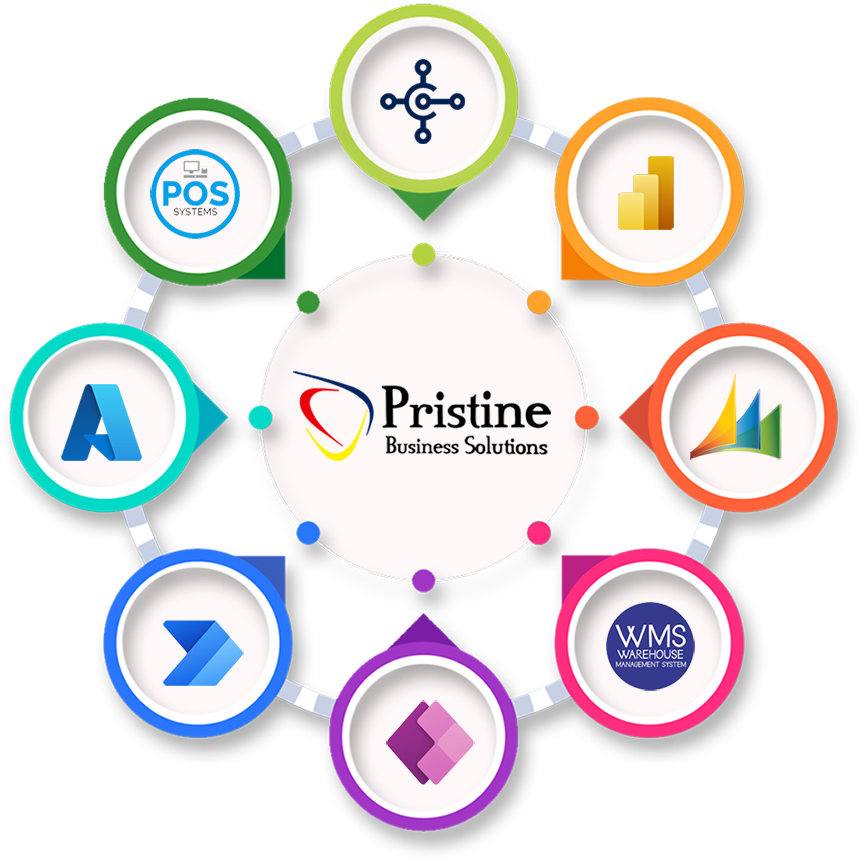 POS
SYSTEMS
Pristine
Business Solutions
WMS
WAREHOUSE
MANAGEMENT SYSTEM